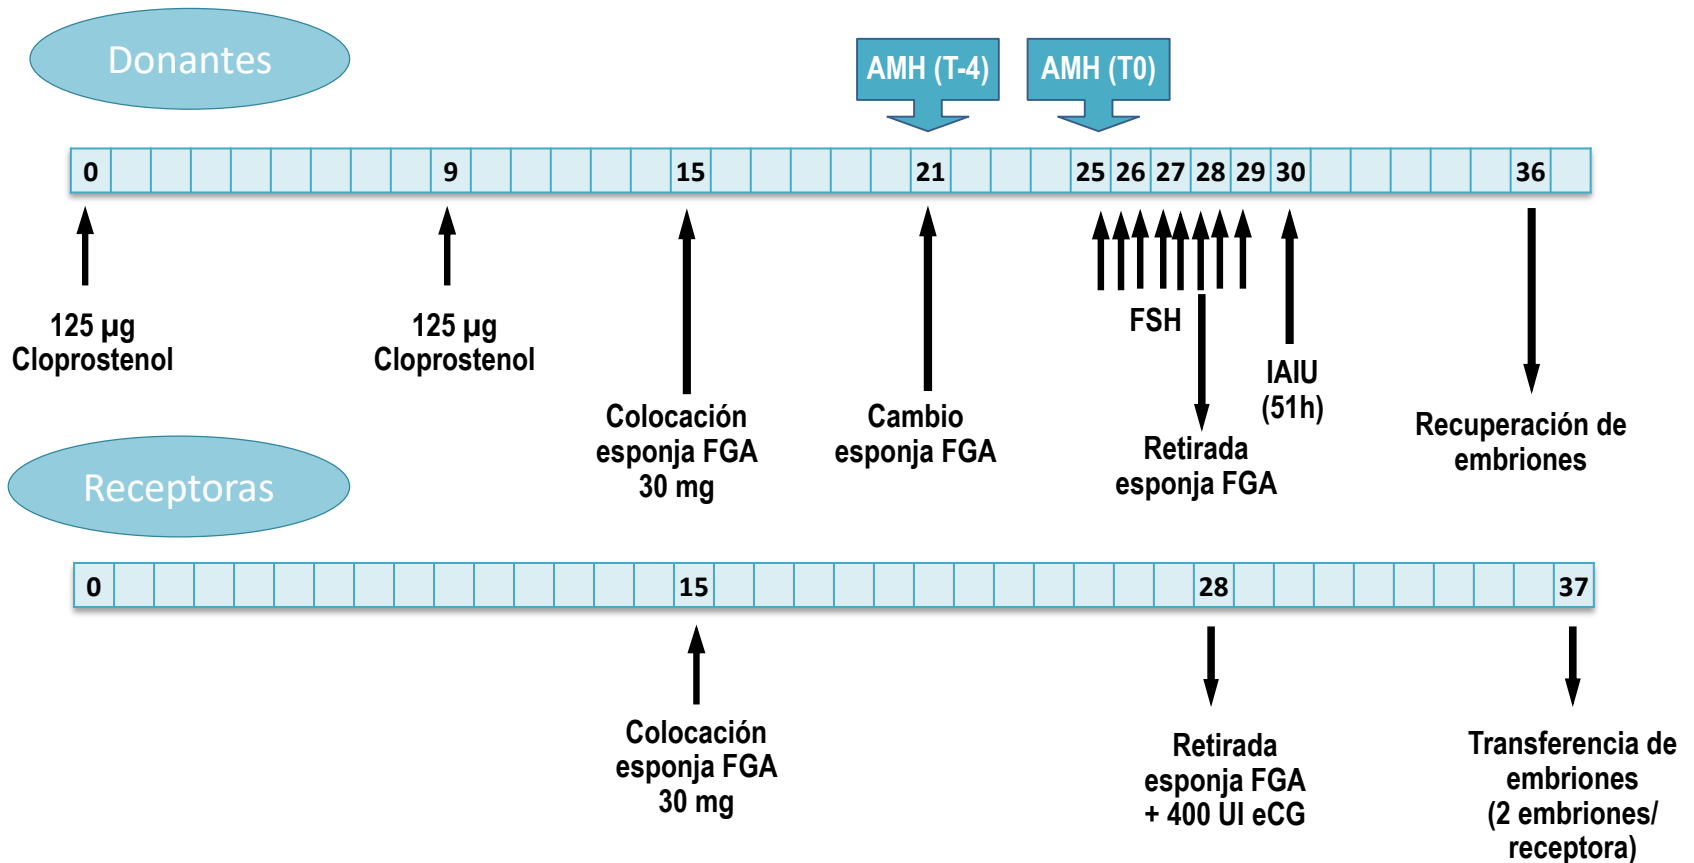 Donantes
AMH (T-4)
AMH (T0)
0 9 15 21 25 26 27 28 29 30 36
125 µg
Cloprostenol
125 µg
Cloprostenol
Colocación
esponja FGA
30 mg
Cambio
esponja FGA
FSH
Retirada
esponja FGA
IAIU
(51h)
Recuperación de
embriones
Receptoras
0 15 28 37
Colocación
esponja FGA
30 mg
Retirada
esponja FGA
+ 400 UI eCG
Transferencia de
embriones
(2 embriones/
receptora)